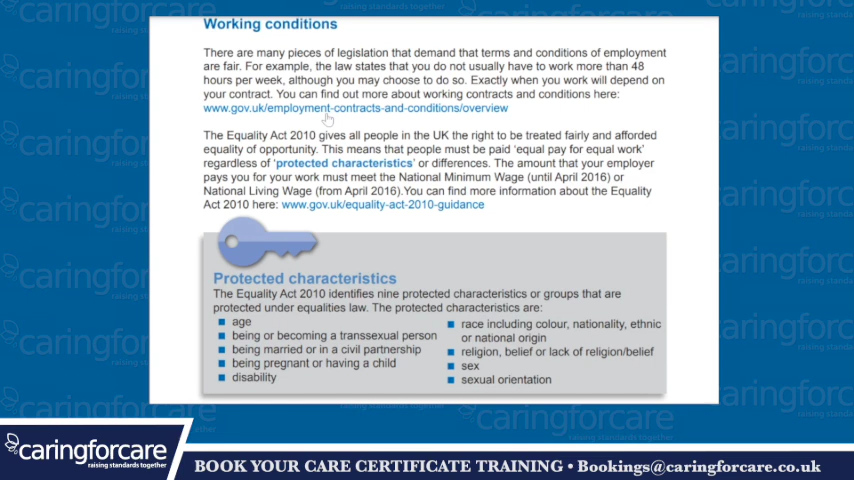 Working conditions
There are many pieces of legislation that demand that terms and conditions of employment
are fair. For example, the law states that you do not usually have to work more than 48
hours per week, although you may choose to do so. Exactly when you work will depend on
your contract. You can find out more about working contracts and conditions here:
www.gov.uk/employment-contracts-and-conditions/overview
The Equality Act 2010 gives all people in the UK the right to be treated fairly and afforded
equality of opportunity. This means that people must be paid 'equal pay for equal work'
regardless of 'protected characteristics' or differences. The amount that your employer
pays you for your work must meet the National Minimum Wage (until April 2016) or
National Living Wage (from April 2016).You can find more information about the Equality
Act 2010 here: www.gov.uk/equality-act-2010-guidance
Protected characteristics
The Equality Act 2010 identifies nine protected characteristics or groups that are
protected under equalities law. The protected characteristics are:
age
being or becoming a transsexual person
being married or in a civil partnership
being pregnant or having a child
disability
race including colour, nationality, ethnic
or national origin
religion, belief or lack of religion/belief
sex
sexual orientation
caringforcare
raising standards together
BOOK YOUR CARE CERTIFICATE TRAINING • Bookings@caringforcare.co.uk